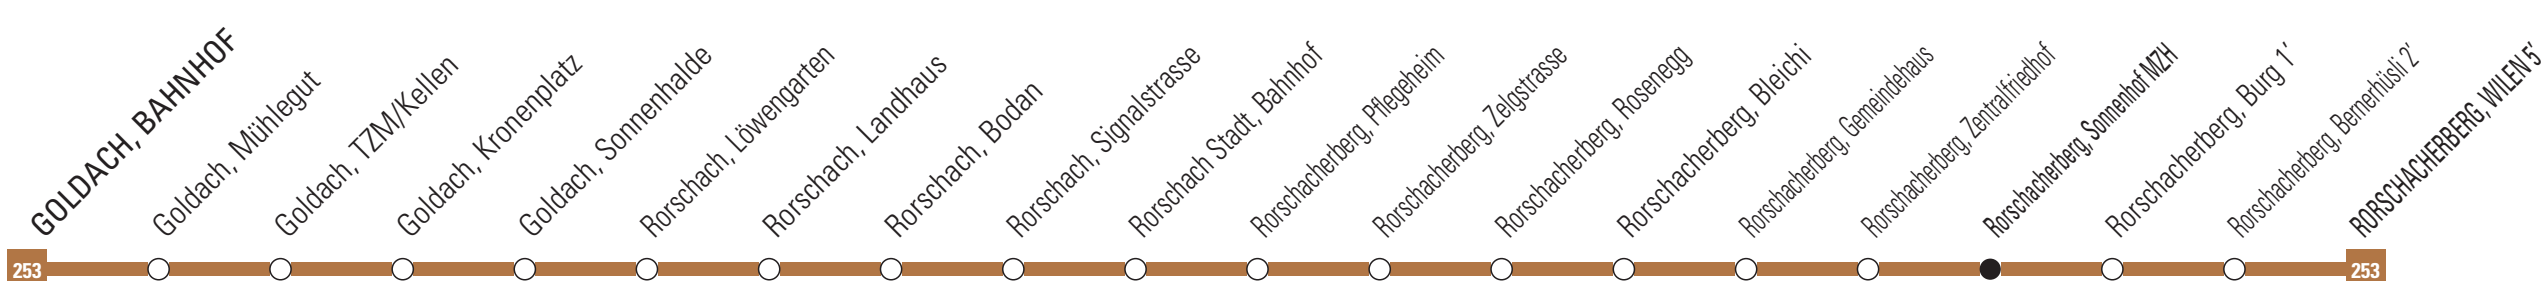 GOLDACH, BAHNHOF
Goldach, Mühlegut
Goldach, TZM/Kellen
Goldach, Kronenplatz
Goldach, Sonnenhalde
Rorschach, Löwengarten
Rorschach, Landhaus
Rorschach, Bodan
Rorschach, Signalstrasse
Rorschach Stadt, Bahnhof
Rorschacherberg, Pflegeheim
Rorschacherberg, Zelgstrasse
Rorschacherberg, Rosenegg
Rorschacherberg, Bleichi
Rorschacherberg, Gemeindehaus
Rorschacherberg, Zentralfriedhof
Rorschacherberg, Sonnenhof MZH
Rorschacherberg, Burg 1'
Rorschacherberg, Bernerhüsli 2'
RORSCHACHERBERG, WILEN 5'
253
253